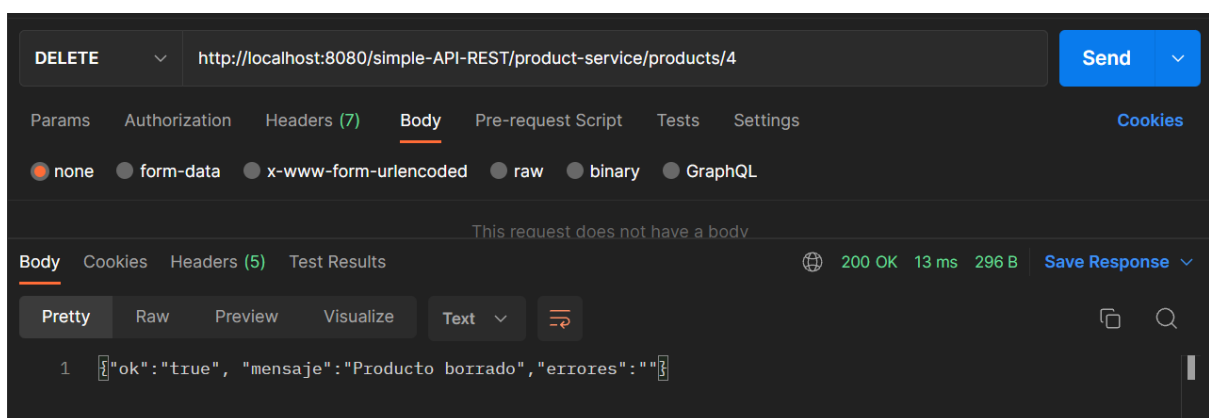 DELETE http://localhost:8080/simple-API-REST/product-service/products/4 Send
Params Authorization Headers (7) Body Pre-request Script Tests Settings Cookies
none form-data x-www-form-urlencoded raw binary GraphQL
This request does not have a body
Body Cookies Headers (5) Test Results 200 OK 13 ms 296 B Save Response
Pretty Raw Preview Visualize Text
1 {"ok":"true", "mensaje":"Producto borrado","errores":""}